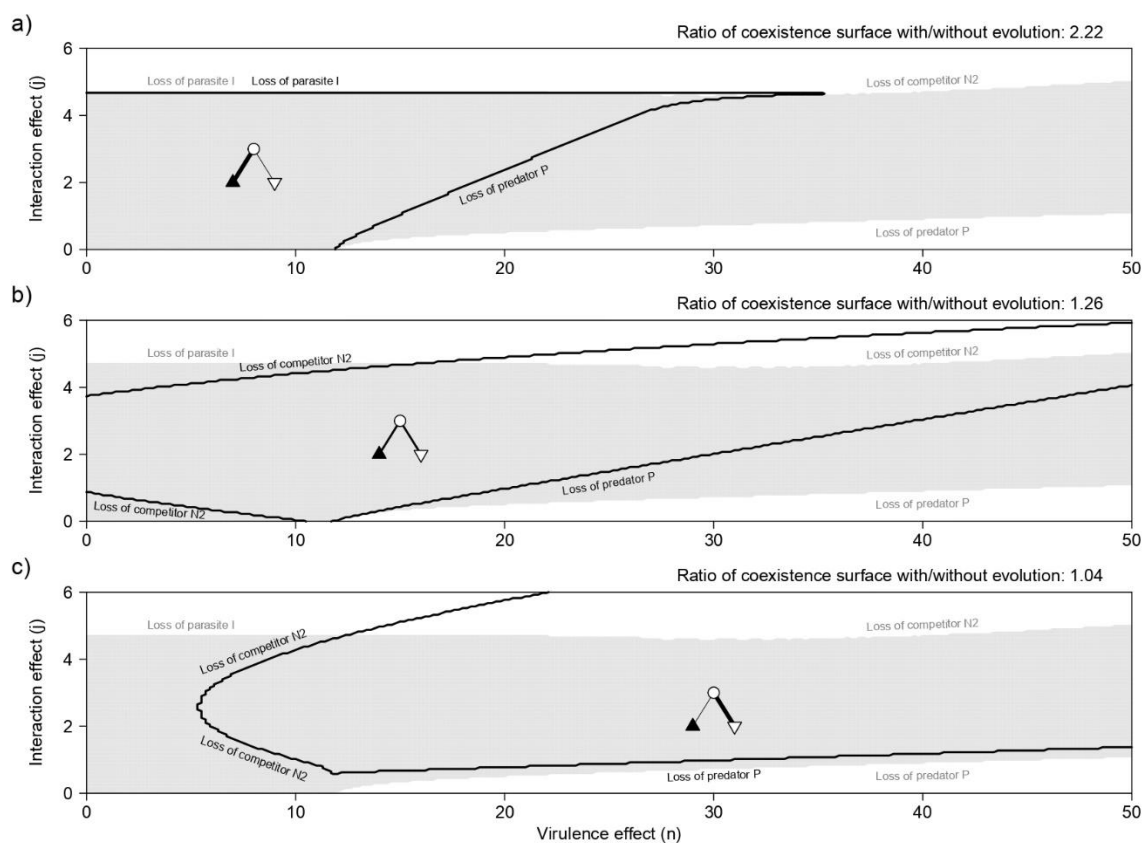 a)
Ratio of coexistence surface with/without evolution: 2.22
6
4
2
0
Interaction effect (j)
Loss of parasite I
Loss of parasite I
Loss of competitor N2
Loss of predator P
Loss of predator P
0
10
20
30
40
50
b)
Ratio of coexistence surface with/without evolution: 1.26
6
4
2
0
Interaction effect (j)
Loss of parasite I
Loss of competitor N2
Loss of competitor N2
Loss of competitor N2
Loss of predator P
Loss of predator P
0
10
20
30
40
50
c)
Ratio of coexistence surface with/without evolution: 1.04
6
4
2
0
Interaction effect (j)
Loss of parasite I
Loss of competitor N2
Loss of competitor N2
Loss of competitor N2
Loss of predator P
Loss of predator P
0
10
20
30
40
50
Virulence effect (n)